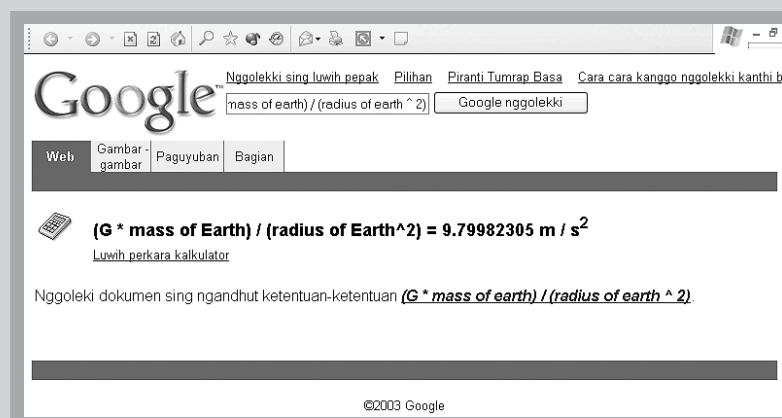 Google™
Nggolekki sing luwih pepak Pilihan Piranti Tumrap Basa Cara cara kanggo nggolekki kanthi b
mass of earth) / (radius of earth ^ 2) Google nggolekki
Web Gambar - gambar Paguyuban Bagian
(G * mass of Earth) / (radius of Earth^2) = 9.79982305 m / s2
Luwih perkara kalkulator
Nggoleki dokumen sing ngandhut ketentuan-ketentuan (G * mass of earth) / (radius of earth ^ 2).
©2003 Google